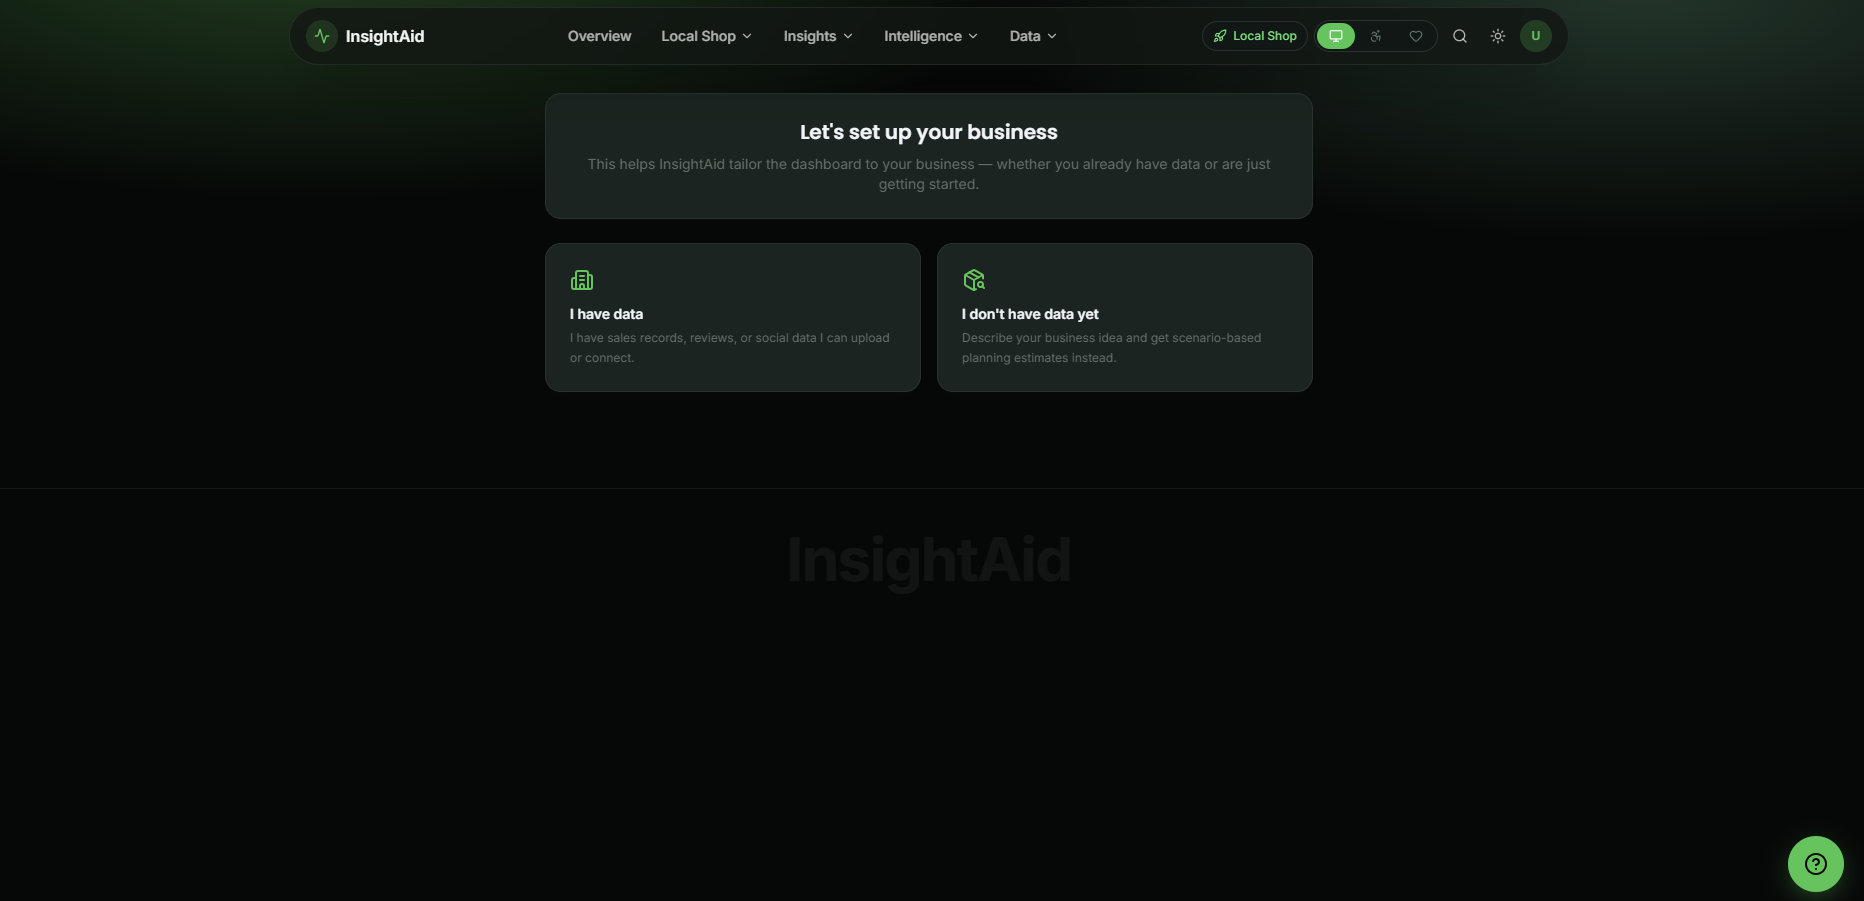 InsightAid
Overview
Local Shop
Insights
Intelligence
Data
Local Shop
U
Let's set up your business
This helps InsightAid tailor the dashboard to your business — whether you already have data or are just
getting started.
I have data
I have sales records, reviews, or social data I can upload
or connect.
I don't have data yet
Describe your business idea and get scenario-based
planning estimates instead.
InsightAid